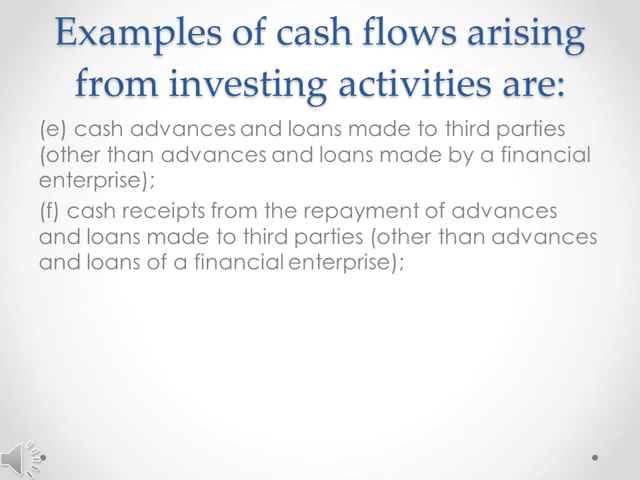 Examples of cash flows arising
from investing activities are:
(e) cash advances and loans made to third parties
(other than advances and loans made by a financial
enterprise);
(f) cash receipts from the repayment of advances
and loans made to third parties (other than advances
and loans of a financial enterprise);